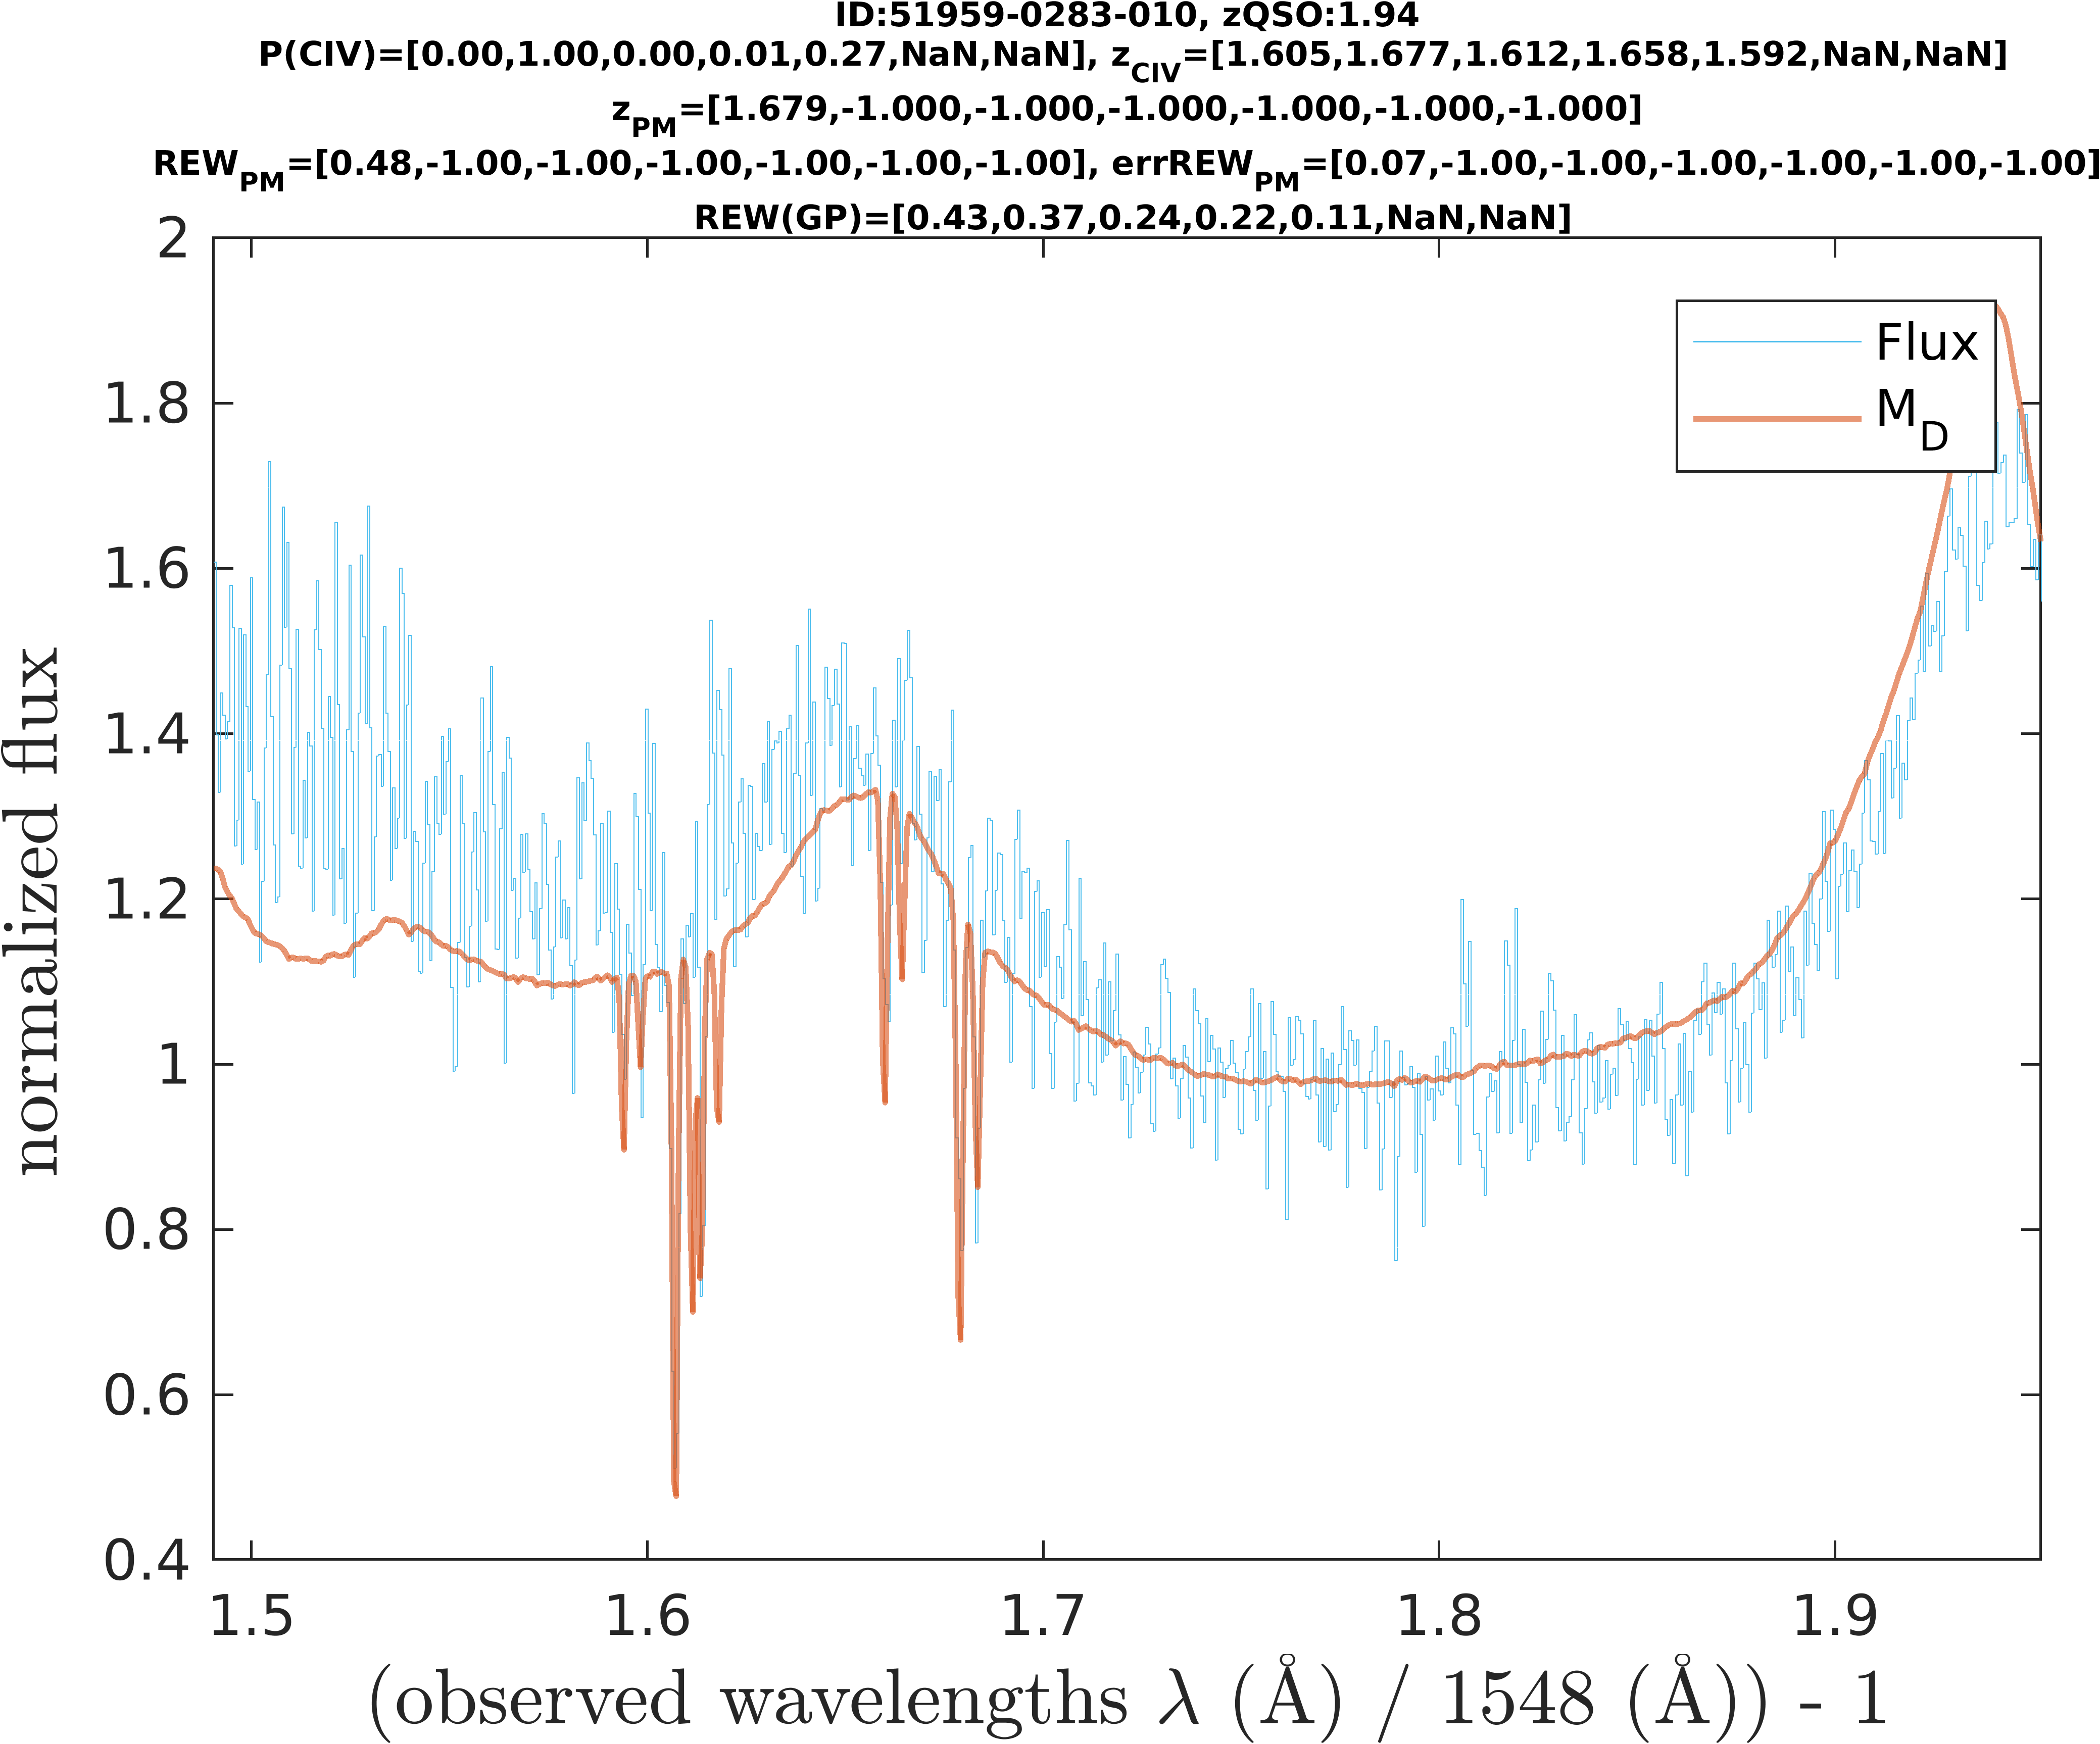 ID:51959-0283-010, zQSO:1.94
P(CIV)=[0.00,1.00,0.00,0.01,0.27,NaN,NaN], zCIV=[1.605,1.677,1.612,1.658,1.592,NaN,NaN]
zPM=[1.679,-1.000,-1.000,-1.000,-1.000,-1.000,-1.000]
REWPM=[0.48,-1.00,-1.00,-1.00,-1.00,-1.00,-1.00], errREWPM=[0.07,-1.00,-1.00,-1.00,-1.00,-1.00,-1.00]
REW(GP)=[0.43,0.37,0.24,0.22,0.11,NaN,NaN]
2
1.8
1.6
1.4
1.2
1
0.8
0.6
0.4
normalized flux
Flux
MD
1.5 1.6 1.7 1.8 1.9
(observed wavelengths λ (Å) / 1548 (Å)) - 1